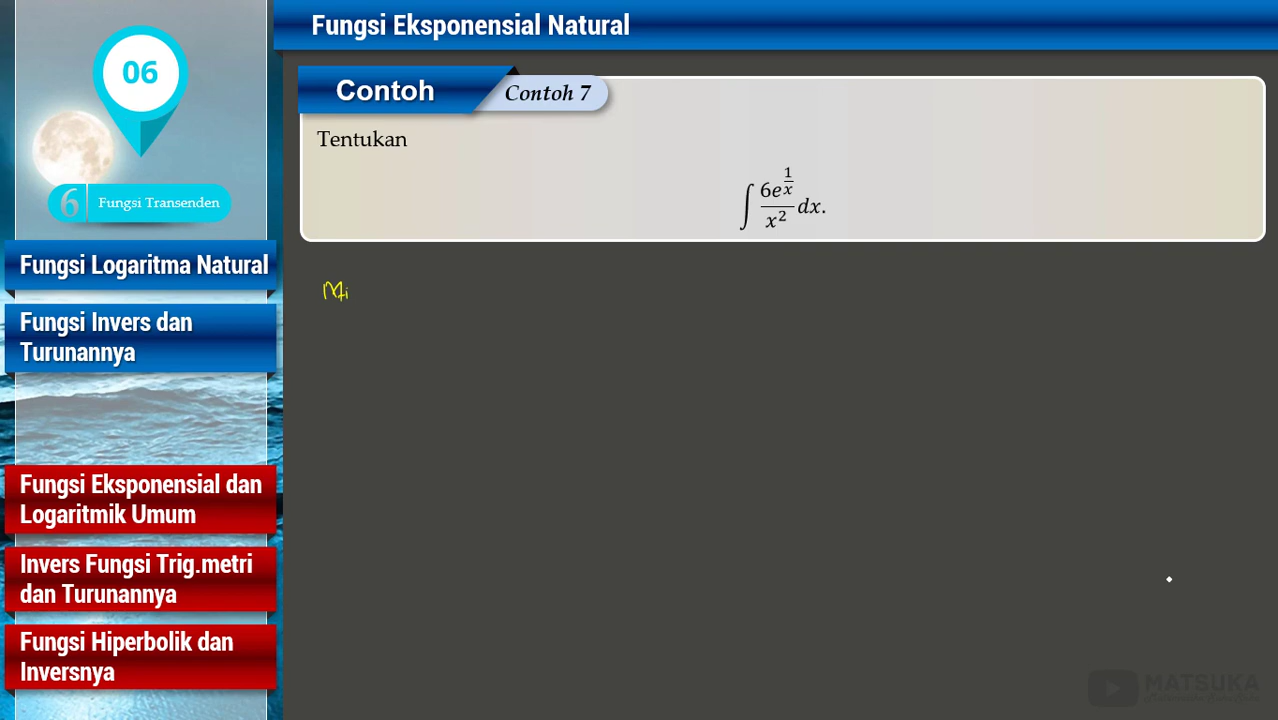 Fungsi Eksponensial Natural
06
6 Fungsi Transenden
Fungsi Logaritma Natural
Fungsi Invers dan
Turunannya
Fungsi Eksponensial dan
Logaritmik Umum
Invers Fungsi Trig.metri
dan Turunannya
Fungsi Hiperbolik dan
Inversnya
Contoh Contoh 7
Tentukan
∫ 6e^(1/x)/x² dx.
MATSUKA